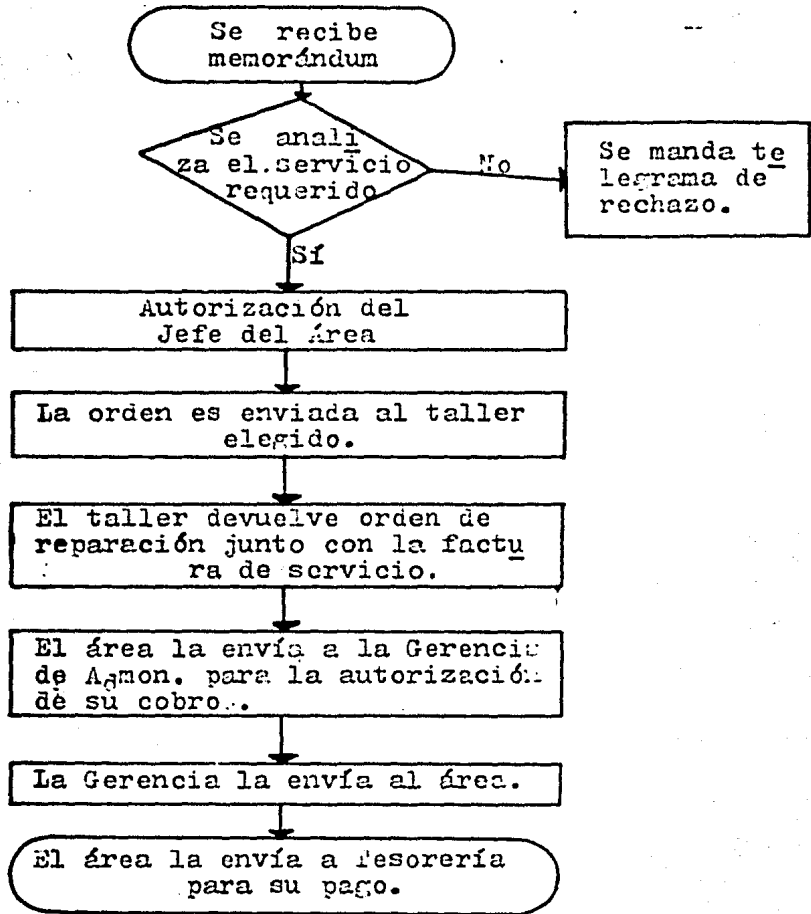 Se recibe
memorándum
Se anali
za el servicio
requerido
No
Se manda te
legrama de
rechazo.
Sí
Autorización del
Jefe del Área
La orden es enviada al taller
elegido.
El taller devuelve orden de
reparación junto con la factu
ra de servicio.
El área la envía a la Gerencia
de Admon. para la autorización
de su cobro.
La Gerencia la envía al área.
El área la envía a Tesorería
para su pago.